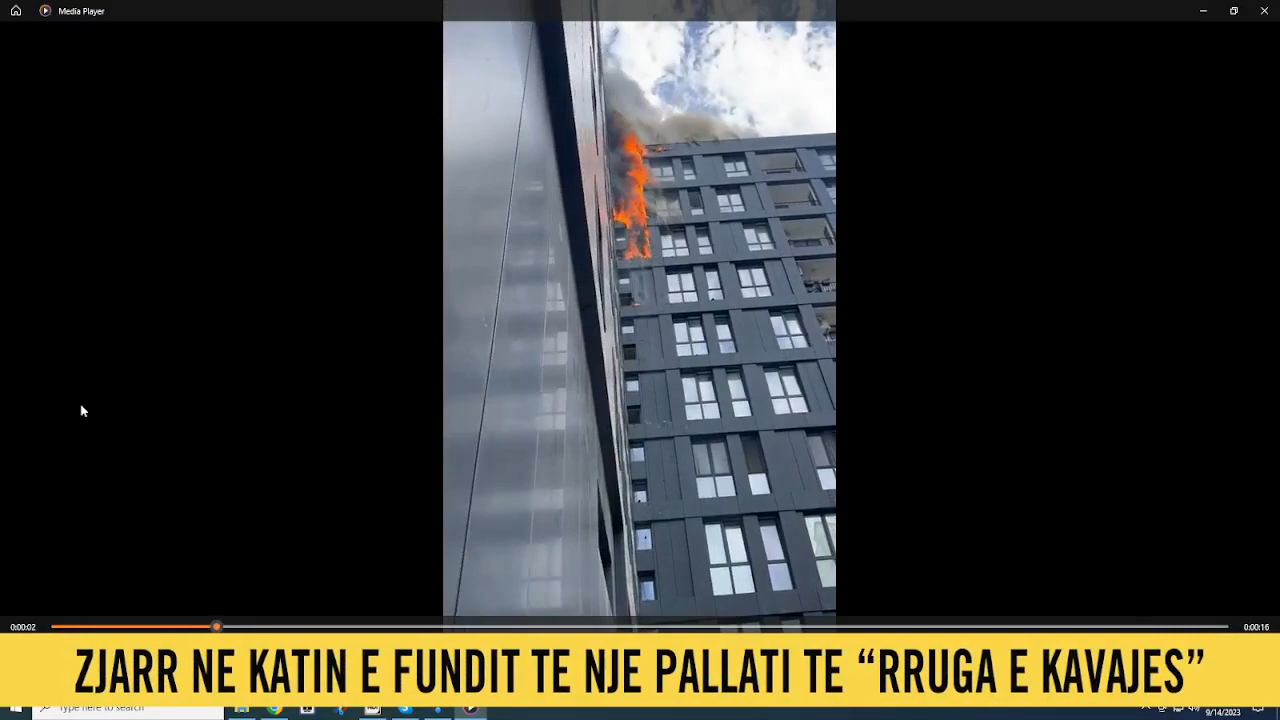 Media Player
0:00:02
0:00:16
ZJARR NE KATIN E FUNDIT TE NJE PALLATI TE “RRUGA E KAVAJES”
Type here to search
9/14/2023